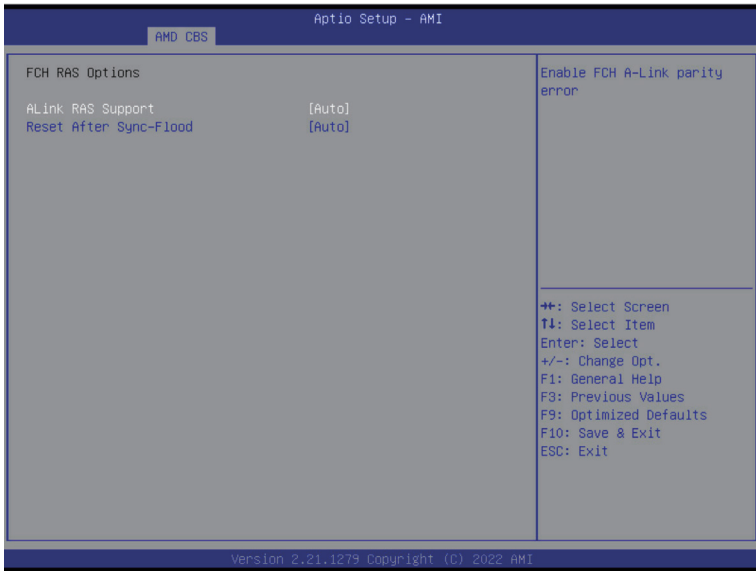 Aptio Setup - AMI
AMD CBS
FCH RAS Options
ALink RAS Support [Auto]
Reset After Sync-Flood [Auto]
Enable FCH A-Link parity
error
→←: Select Screen
↑↓: Select Item
Enter: Select
+/-: Change Opt.
F1: General Help
F3: Previous Values
F9: Optimized Defaults
F10: Save & Exit
ESC: Exit
Version 2.21.1279 Copyright (C) 2022 AMI